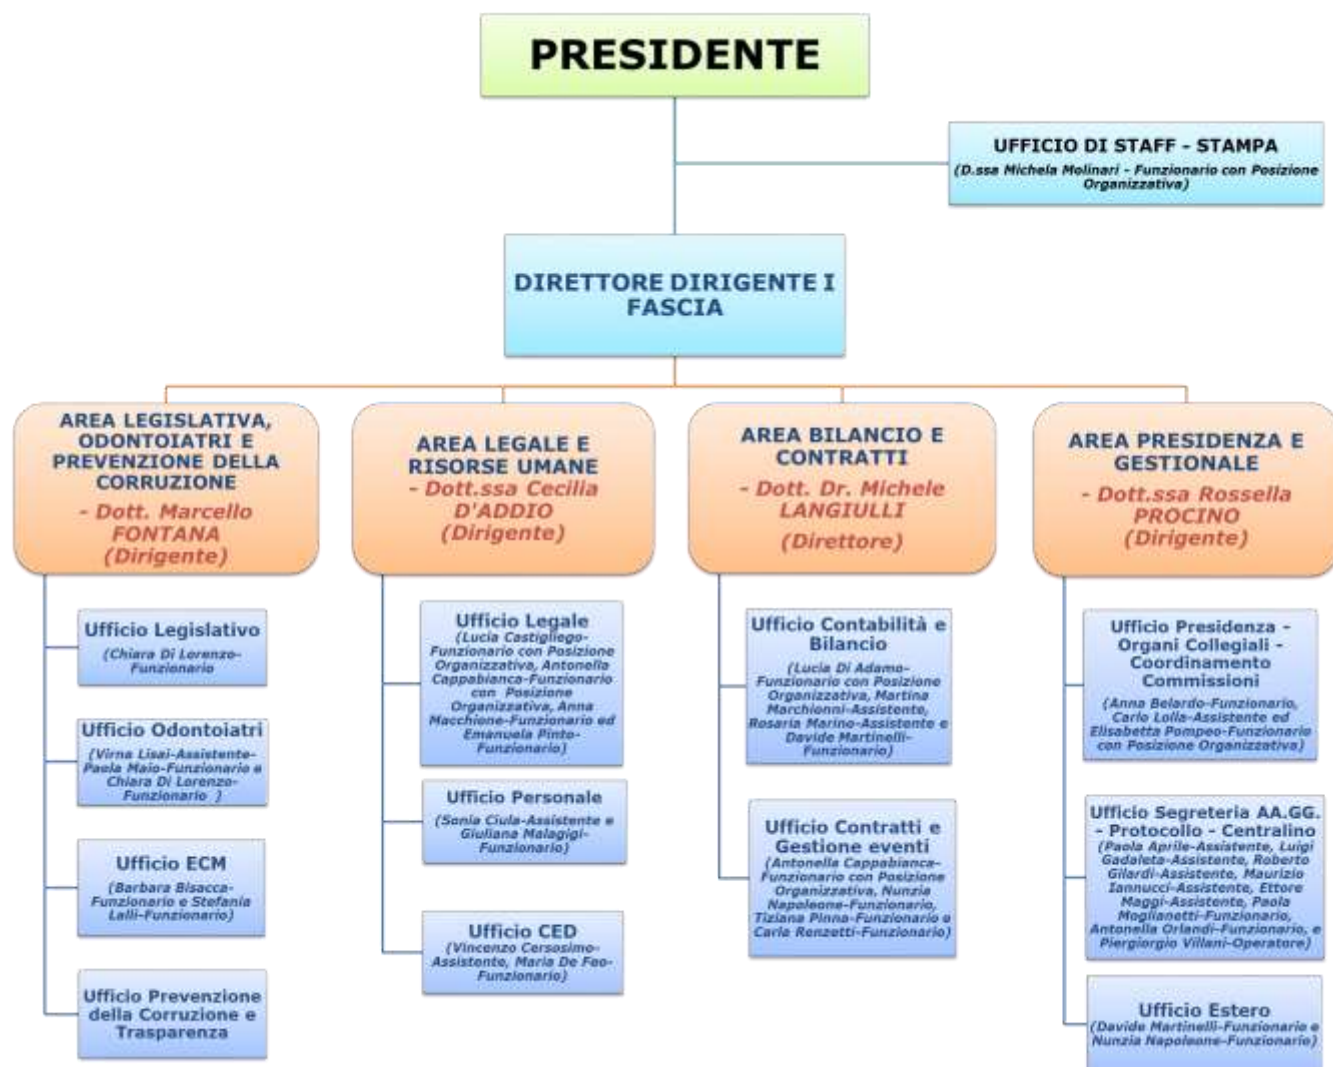 PRESIDENTE
UFFICIO DI STAFF - STAMPA
(D.ssa Michela Molinari - Funzionario con Posizione
Organizzativa)
DIRETTORE DIRIGENTE I
FASCIA
AREA LEGISLATIVA,
ODONTOIATRI E
PREVENZIONE DELLA
CORRUZIONE
- Dott. Marcello
FONTANA
(Dirigente)
Ufficio Legislativo
(Chiara Di Lorenzo-
Funzionario
Ufficio Odontoiatri
(Virna Lisai-Assistente-
Paola Maio-Funzionario e
Chiara Di Lorenzo-
Funzionario )
Ufficio ECM
(Barbara Bisacca-
Funzionario e Stefania
Lalli-Funzionario)
Ufficio Prevenzione
della Corruzione e
Trasparenza
AREA LEGALE E
RISORSE UMANE
- Dott.ssa Cecilia
D'ADDIO
(Dirigente)
Ufficio Legale
(Lucia Castigliego-
Funzionario con Posizione
Organizzativa, Antonella
Cappabianca-Funzionario
con Posizione
Organizzativa, Anna
Macchione-Funzionario ed
Emanuela Pinto-
Funzionario)
Ufficio Personale
(Sonia Ciula-Assistente e
Giuliana Malagigi-
Funzionario)
Ufficio CED
(Vincenzo Cersosimo-
Assistente, Maria De Feo-
Funzionario)
AREA BILANCIO E
CONTRATTI
- Dott. Dr. Michele
LANGIULLI
(Direttore)
Ufficio Contabilità e
Bilancio
(Lucia Di Adamo-
Funzionario con Posizione
Organizzativa, Martina
Marchionni-Assistente,
Rosaria Marino-Assistente e
Davide Martinelli-
Funzionario)
Ufficio Contratti e
Gestione eventi
(Antonella Cappabianca-
Funzionario con Posizione
Organizzativa, Nunzia
Napoleone-Funzionario,
Tiziana Pinna-Funzionario e
Carla Renzetti-Funzionario)
AREA PRESIDENZA E
GESTIONALE
- Dott.ssa Rossella
PROCINO
(Dirigente)
Ufficio Presidenza -
Organi Collegiali -
Coordinamento
Commissioni
(Anna Belardo-Funzionario,
Carlo Lolla-Assistente ed
Elisabetta Pompeo-Funzionario
con Posizione Organizzativa)
Ufficio Segreteria AA.GG.
- Protocollo - Centralino
(Paola Aprile-Assistente, Luigi
Gadaleta-Assistente, Roberto
Gilardi-Assistente, Maurizio
Iannucci-Assistente, Ettore
Maggi-Assistente, Paola
Moglianetti-Funzionario,
Antonella Orlandi-Funzionario, e
Piergiorgio Villani-Operatore)
Ufficio Estero
(Davide Martinelli-Funzionario e
Nunzia Napoleone-Funzionario)